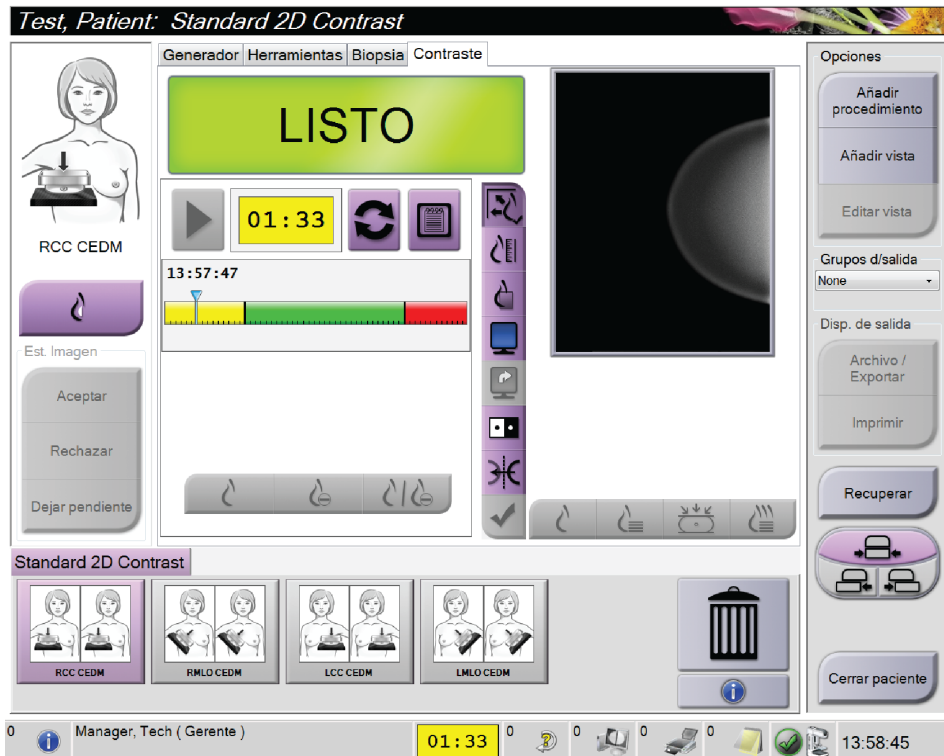 Test, Patient: Standard 2D Contrast
Generador Herramientas Biopsia Contraste
LISTO
01:33
13:57:47
RCC CEDM
Est. Imagen
Aceptar
Rechazar
Dejar pendiente
Opciones
Añadir
procedimiento
Añadir vista
Editar vista
Grupos d/salida
None
Disp. de salida
Archivo /
Exportar
Imprimir
Recuperar
Cerrar paciente
Standard 2D Contrast
RCC CEDM
RMLO CEDM
LCC CEDM
LMLO CEDM
0 Manager, Tech ( Gerente ) 01:33 0 0 0 0 13:58:45